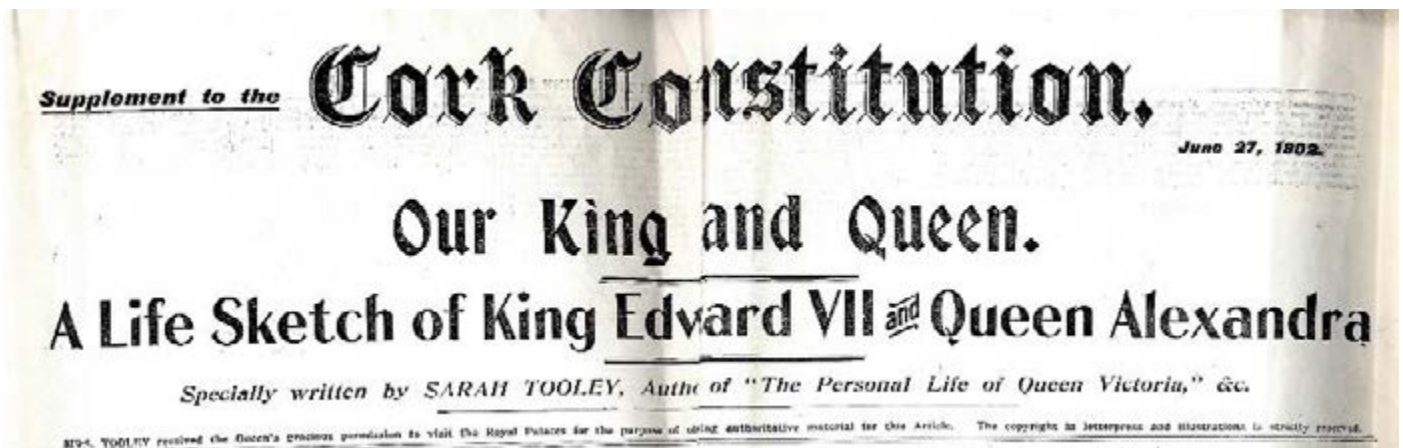 Supplement to the Cork Constitution.
June 27, 1902.
Our King and Queen.
A Life Sketch of King Edward VII and Queen Alexandra
Specially written by SARAH TOOLEY, Autho of "The Personal Life of Queen Victoria," &c.
MRS. TOOLEY received the Queen's gracious permission to visit the Royal Palaces for the purpose of using authoritative material for this Article. The copyright in letterpress and illustrations is strictly reserved.